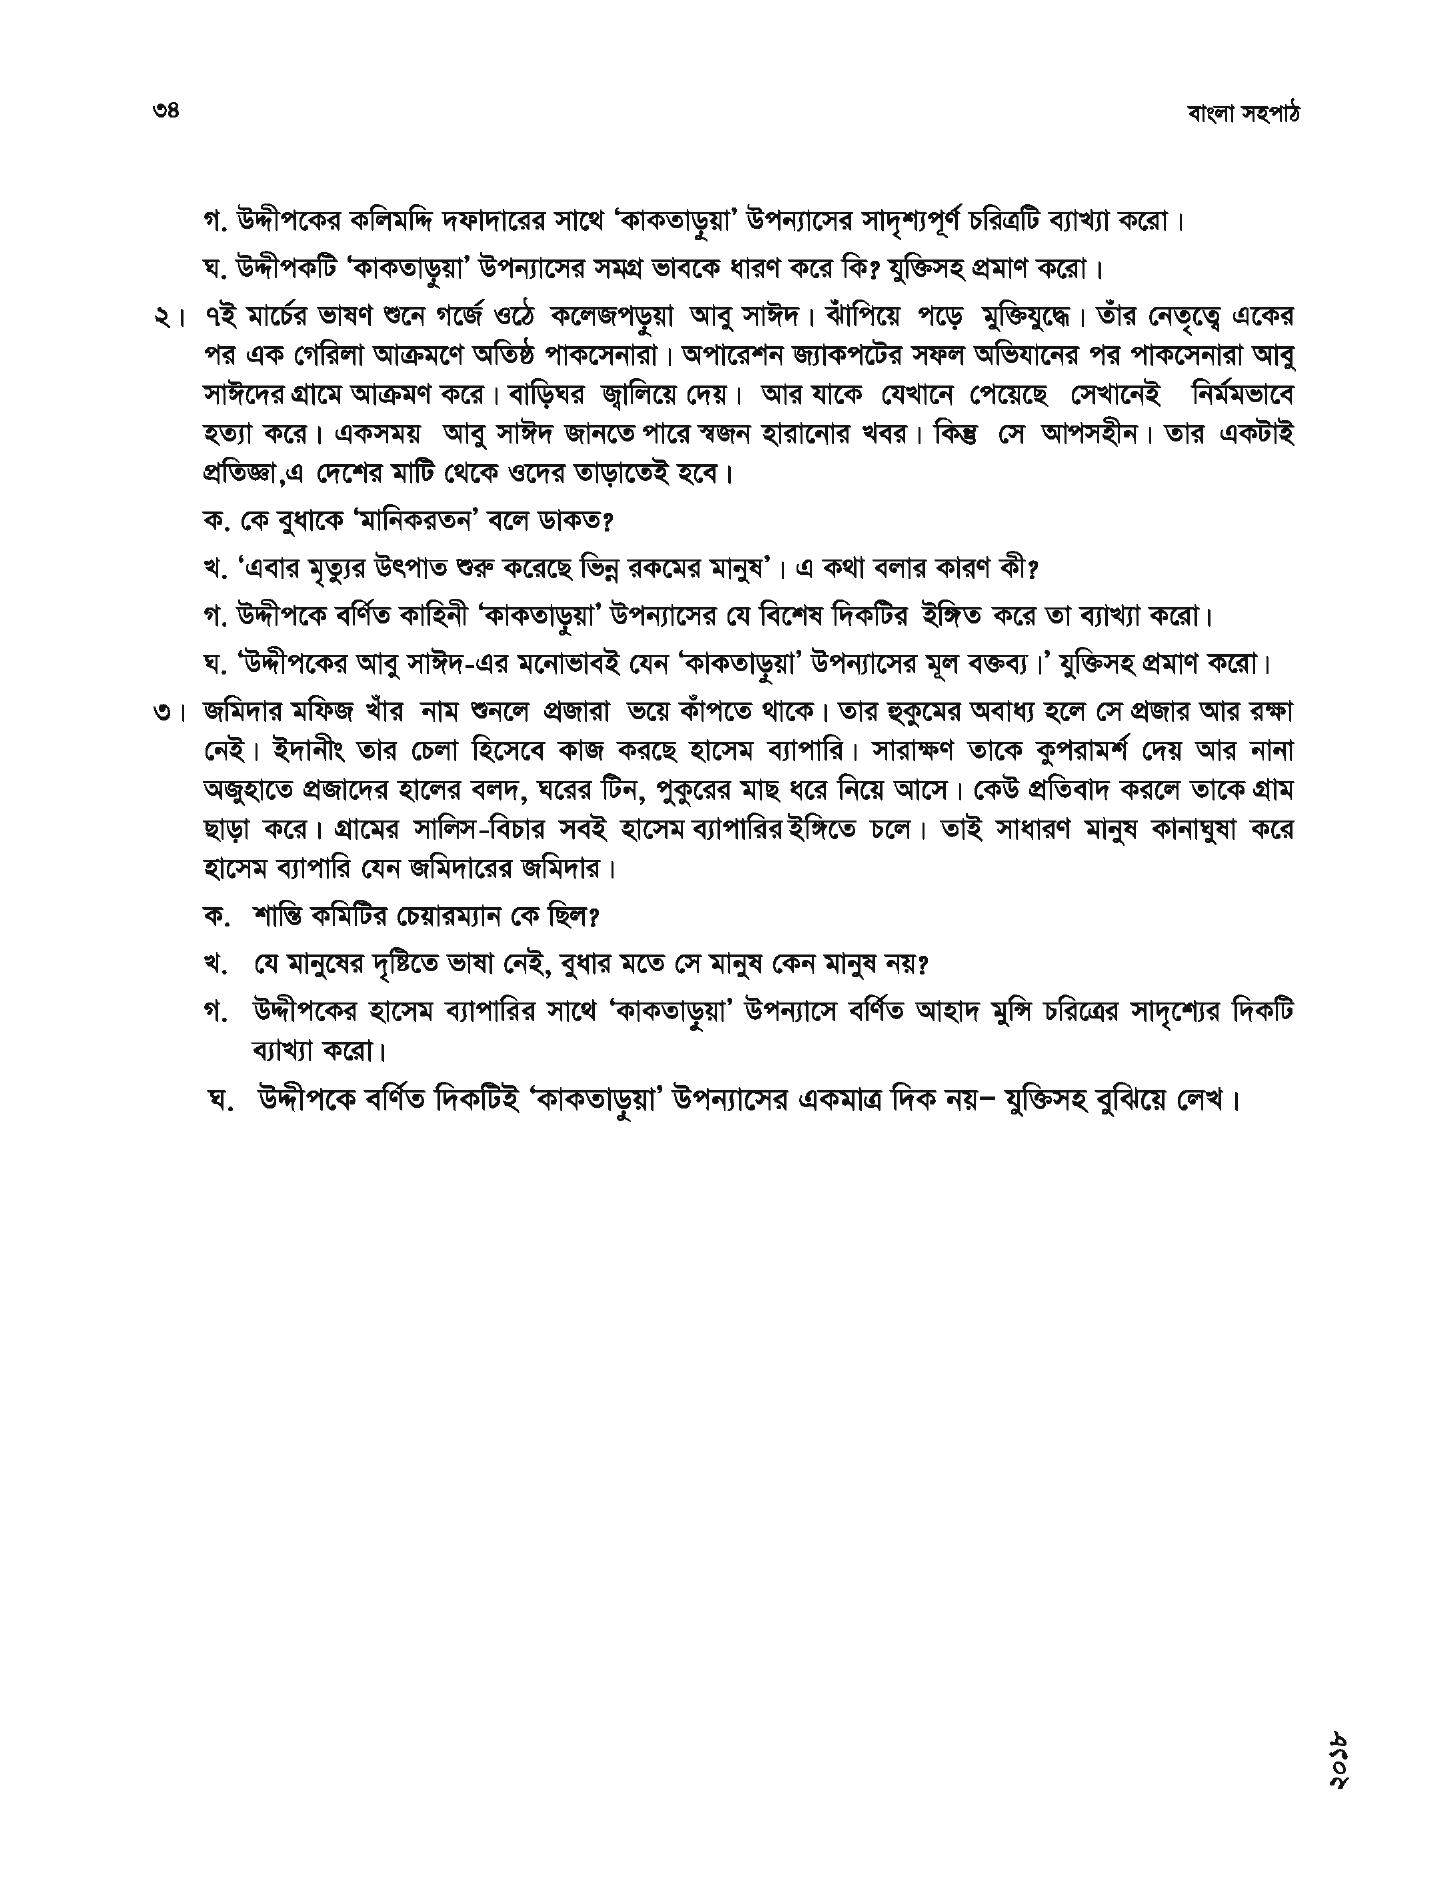 ৩৪
বাংলা সহপাঠ
গ. উদ্দীপকের কলিমদ্দি দফাদারের সাথে ‘কাকতাড়ুয়া’ উপন্যাসের সাদৃশ্যপূর্ণ চরিত্রটি ব্যাখ্যা করো।
ঘ. উদ্দীপকটি ‘কাকতাড়ুয়া’ উপন্যাসের সমগ্র ভাবকে ধারণ করে কি? যুক্তিসহ প্রমাণ করো।
২। ৭ই মার্চের ভাষণ শুনে গর্জে ওঠে কলেজপড়ুয়া আবু সাঈদ। ঝাঁপিয়ে পড়ে মুক্তিযুদ্ধে। তাঁর নেতৃত্বে একের
পর এক গেরিলা আক্রমণে অতিষ্ঠ পাকসেনারা। অপারেশন জ্যাকপটের সফল অভিযানের পর পাকসেনারা আবু
সাঈদের গ্রামে আক্রমণ করে। বাড়িঘর জ্বালিয়ে দেয়। আর যাকে যেখানে পেয়েছে সেখানেই নির্মমভাবে
হত্যা করে। একসময় আবু সাঈদ জানতে পারে স্বজন হারানোর খবর। কিন্তু সে আপসহীন। তার একটাই
প্রতিজ্ঞা,এ দেশের মাটি থেকে ওদের তাড়াতেই হবে।
ক. কে বুধাকে ‘মানিকরতন’ বলে ডাকত?
খ. ‘এবার মৃত্যুর উৎপাত শুরু করেছে ভিন্ন রকমের মানুষ’। এ কথা বলার কারণ কী?
গ. উদ্দীপকে বর্ণিত কাহিনী ‘কাকতাড়ুয়া’ উপন্যাসের যে বিশেষ দিকটির ইঙ্গিত করে তা ব্যাখ্যা করো।
ঘ. ‘উদ্দীপকের আবু সাঈদ-এর মনোভাবই যেন ‘কাকতাড়ুয়া’ উপন্যাসের মূল বক্তব্য।’ যুক্তিসহ প্রমাণ করো।
৩। জমিদার মফিজ খাঁর নাম শুনলে প্রজারা ভয়ে কাঁপতে থাকে। তার হুকুমের অবাধ্য হলে সে প্রজার আর রক্ষা
নেই। ইদানীং তার চেলা হিসেবে কাজ করছে হাসেম ব্যাপারি। সারাক্ষণ তাকে কুপরামর্শ দেয় আর নানা
অজুহাতে প্রজাদের হালের বলদ, ঘরের টিন, পুকুরের মাছ ধরে নিয়ে আসে। কেউ প্রতিবাদ করলে তাকে গ্রাম
ছাড়া করে। গ্রামের সালিস-বিচার সবই হাসেম ব্যাপারির ইঙ্গিতে চলে। তাই সাধারণ মানুষ কানাঘুষা করে
হাসেম ব্যাপারি যেন জমিদারের জমিদার।
ক. শান্তি কমিটির চেয়ারম্যান কে ছিল?
খ. যে মানুষের দৃষ্টিতে ভাষা নেই, বুধার মতে সে মানুষ কেন মানুষ নয়?
গ. উদ্দীপকের হাসেম ব্যাপারির সাথে ‘কাকতাড়ুয়া’ উপন্যাসে বর্ণিত আহাদ মুন্সি চরিত্রের সাদৃশ্যের দিকটি
ব্যাখ্যা করো।
ঘ. উদ্দীপকে বর্ণিত দিকটিই ‘কাকতাড়ুয়া’ উপন্যাসের একমাত্র দিক নয়– যুক্তিসহ বুঝিয়ে লেখ।
২০১৮